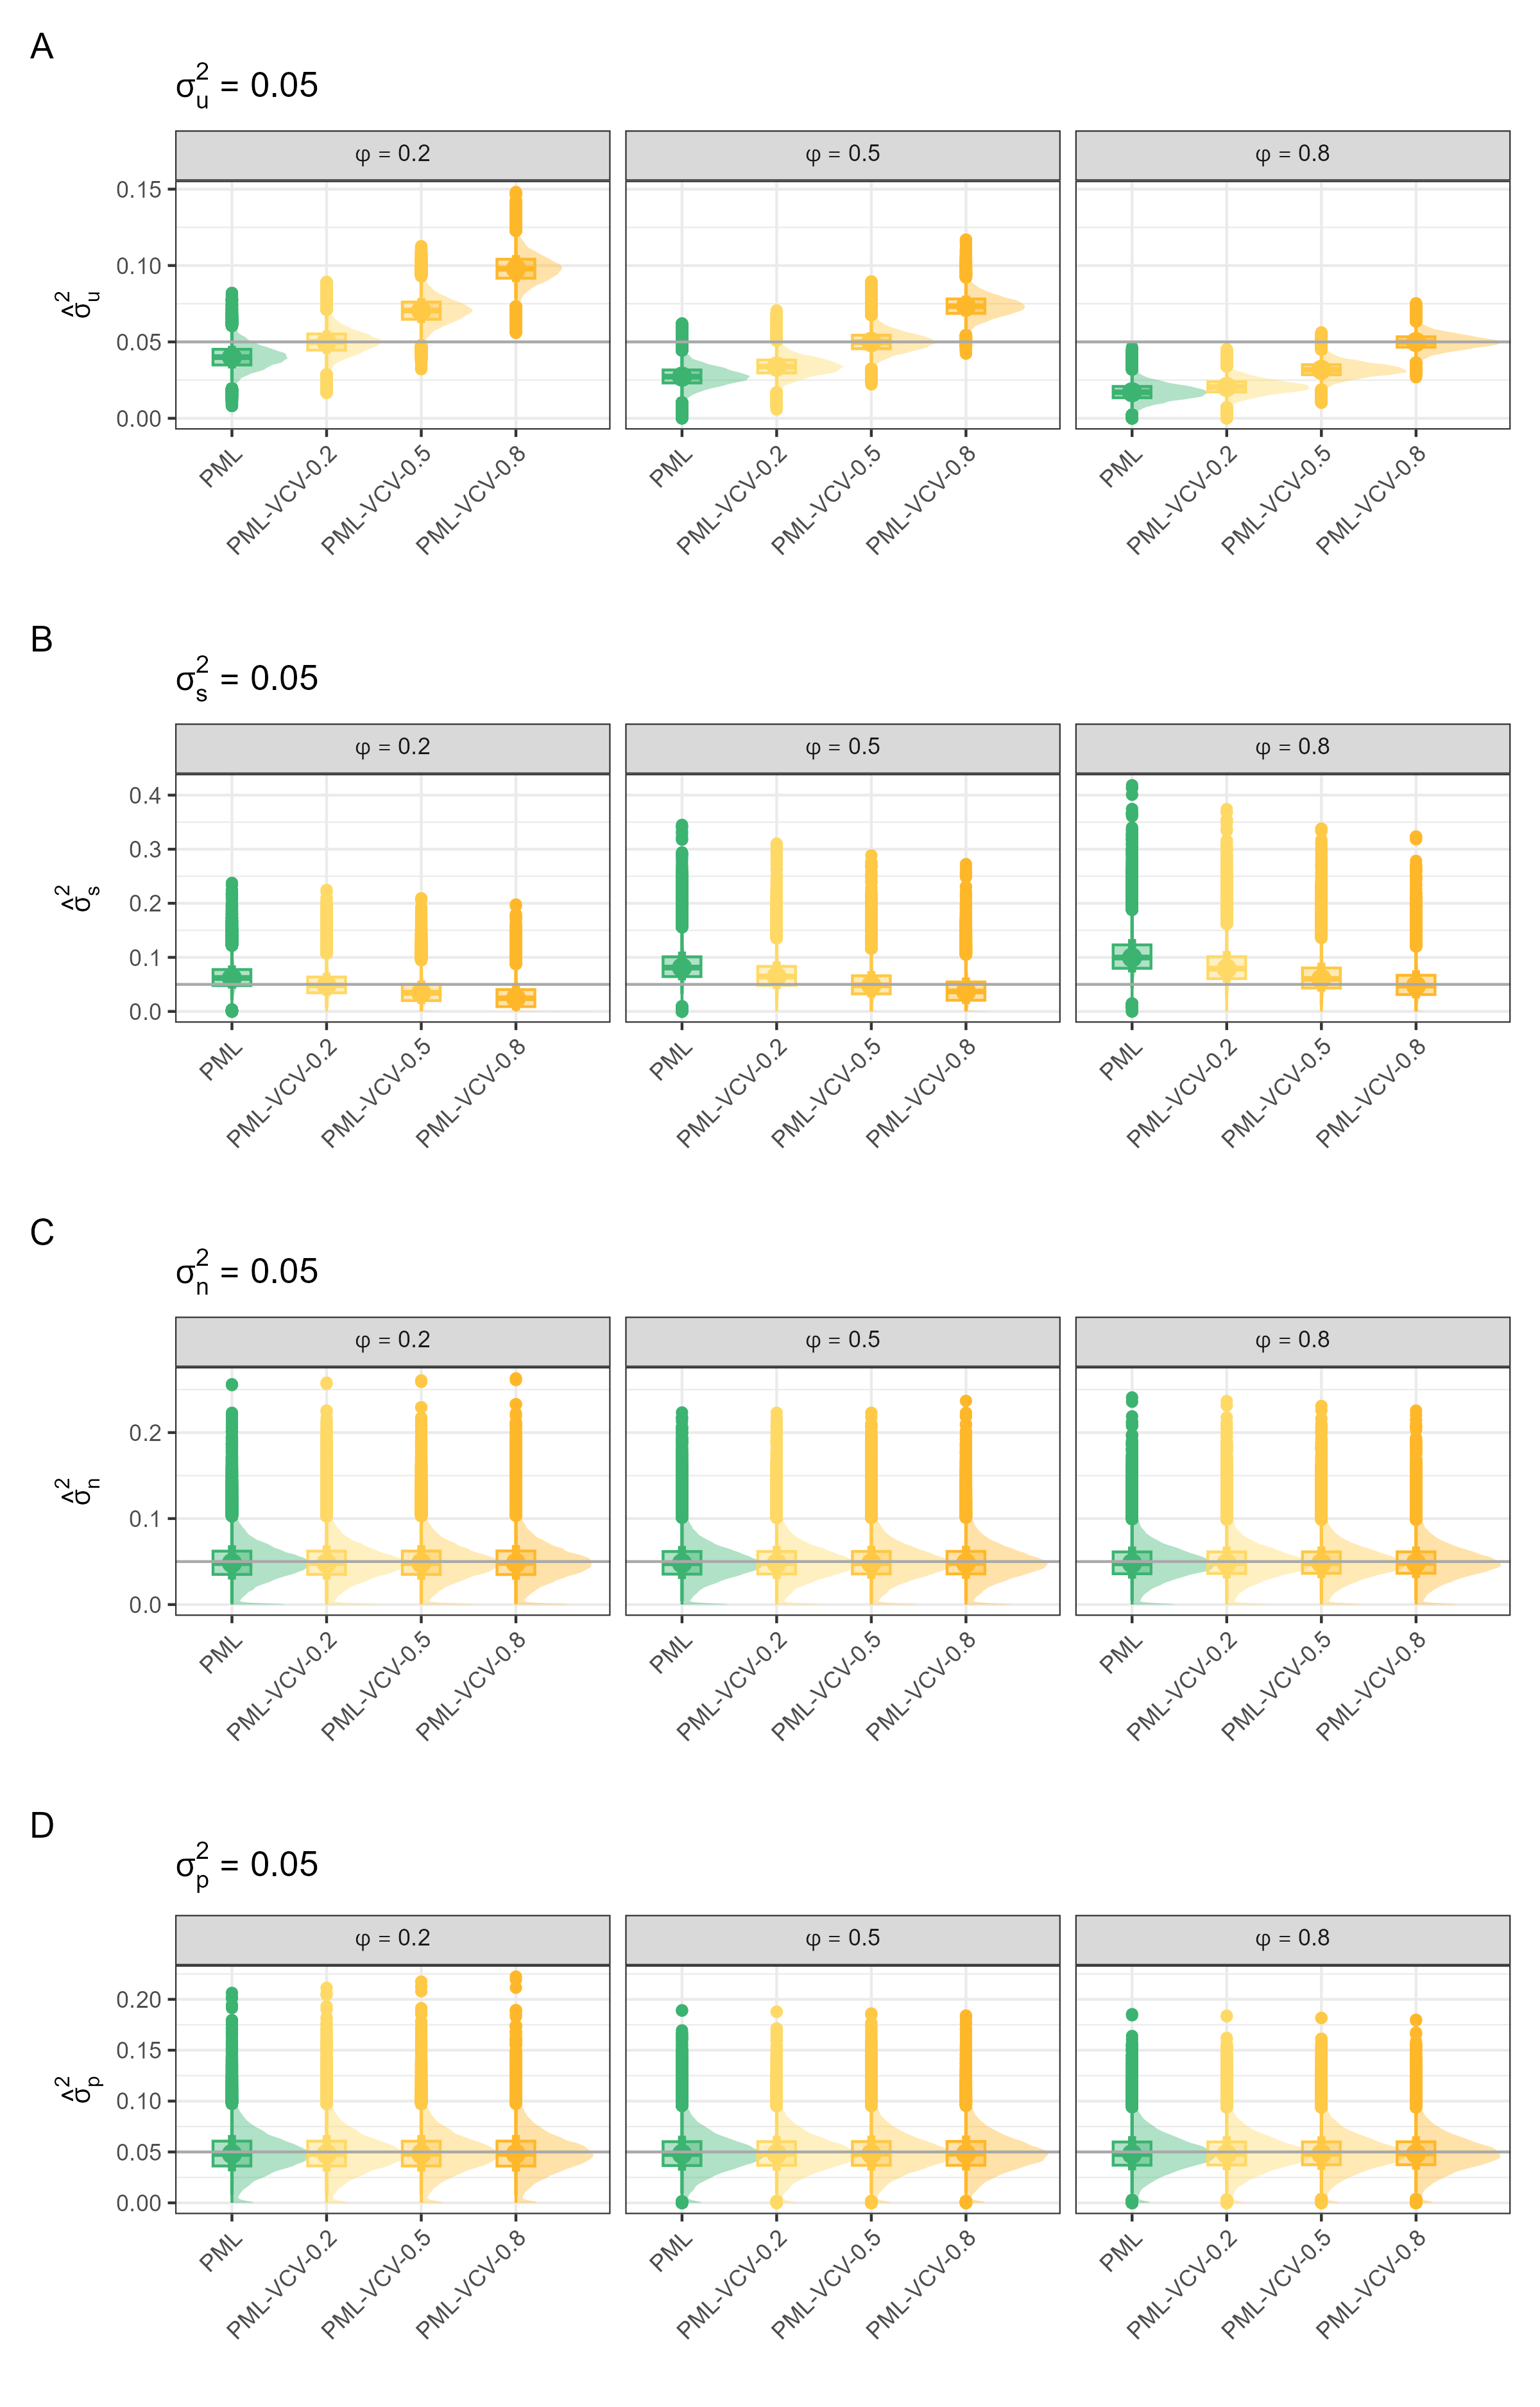 A
σ²ᵤ = 0.05
φ = 0.2 φ = 0.5 φ = 0.8
0.15
0.10
0.05
0.00
σ̂²ᵤ
PML PML-VCV-0.2 PML-VCV-0.5 PML-VCV-0.8 PML PML-VCV-0.2 PML-VCV-0.5 PML-VCV-0.8 PML PML-VCV-0.2 PML-VCV-0.5 PML-VCV-0.8
B
σ²ₛ = 0.05
φ = 0.2 φ = 0.5 φ = 0.8
0.4
0.3
0.2
0.1
0.0
σ̂²ₛ
PML PML-VCV-0.2 PML-VCV-0.5 PML-VCV-0.8 PML PML-VCV-0.2 PML-VCV-0.5 PML-VCV-0.8 PML PML-VCV-0.2 PML-VCV-0.5 PML-VCV-0.8
C
σ²ₙ = 0.05
φ = 0.2 φ = 0.5 φ = 0.8
0.2
0.1
0.0
σ̂²ₙ
PML PML-VCV-0.2 PML-VCV-0.5 PML-VCV-0.8 PML PML-VCV-0.2 PML-VCV-0.5 PML-VCV-0.8 PML PML-VCV-0.2 PML-VCV-0.5 PML-VCV-0.8
D
σ²ₚ = 0.05
φ = 0.2 φ = 0.5 φ = 0.8
0.20
0.15
0.10
0.05
0.00
σ̂²ₚ
PML PML-VCV-0.2 PML-VCV-0.5 PML-VCV-0.8 PML PML-VCV-0.2 PML-VCV-0.5 PML-VCV-0.8 PML PML-VCV-0.2 PML-VCV-0.5 PML-VCV-0.8